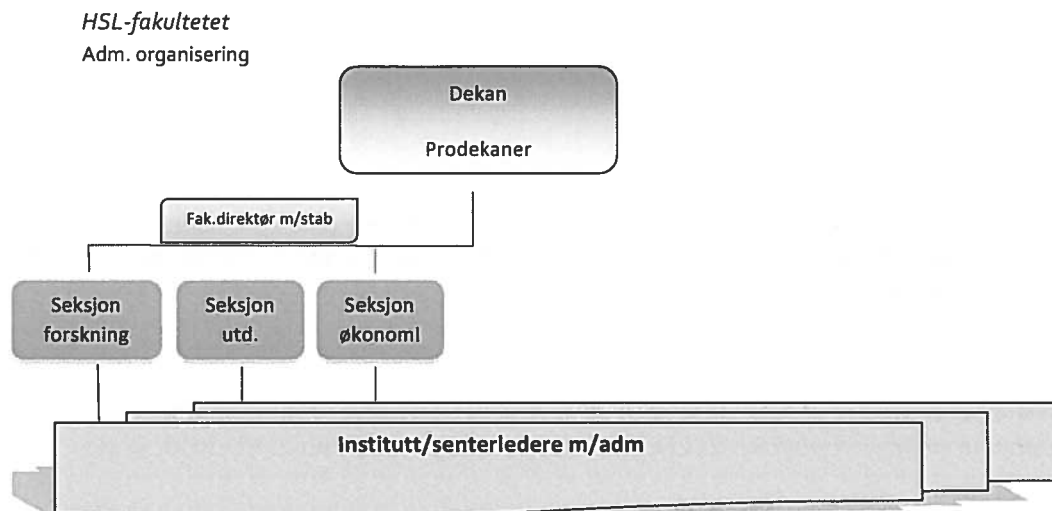 HSL-fakultetet
Adm. organisering
Dekan
Prodekaner
Fak.direktør m/stab
Seksjon
forskning
Seksjon
utd.
Seksjon
økonomi
Institutt/senterledere m/adm